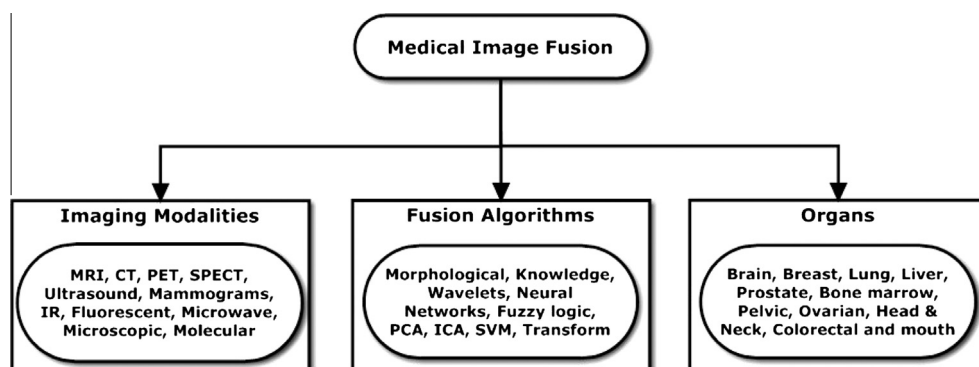 Medical Image Fusion
Imaging Modalities
MRI, CT, PET, SPECT,
Ultrasound, Mammograms,
IR, Fluorescent, Microwave,
Microscopic, Molecular
Fusion Algorithms
Morphological, Knowledge,
Wavelets, Neural
Networks, Fuzzy logic,
PCA, ICA, SVM, Transform
Organs
Brain, Breast, Lung, Liver,
Prostate, Bone marrow,
Pelvic, Ovarian, Head &
Neck, Colorectal and mouth